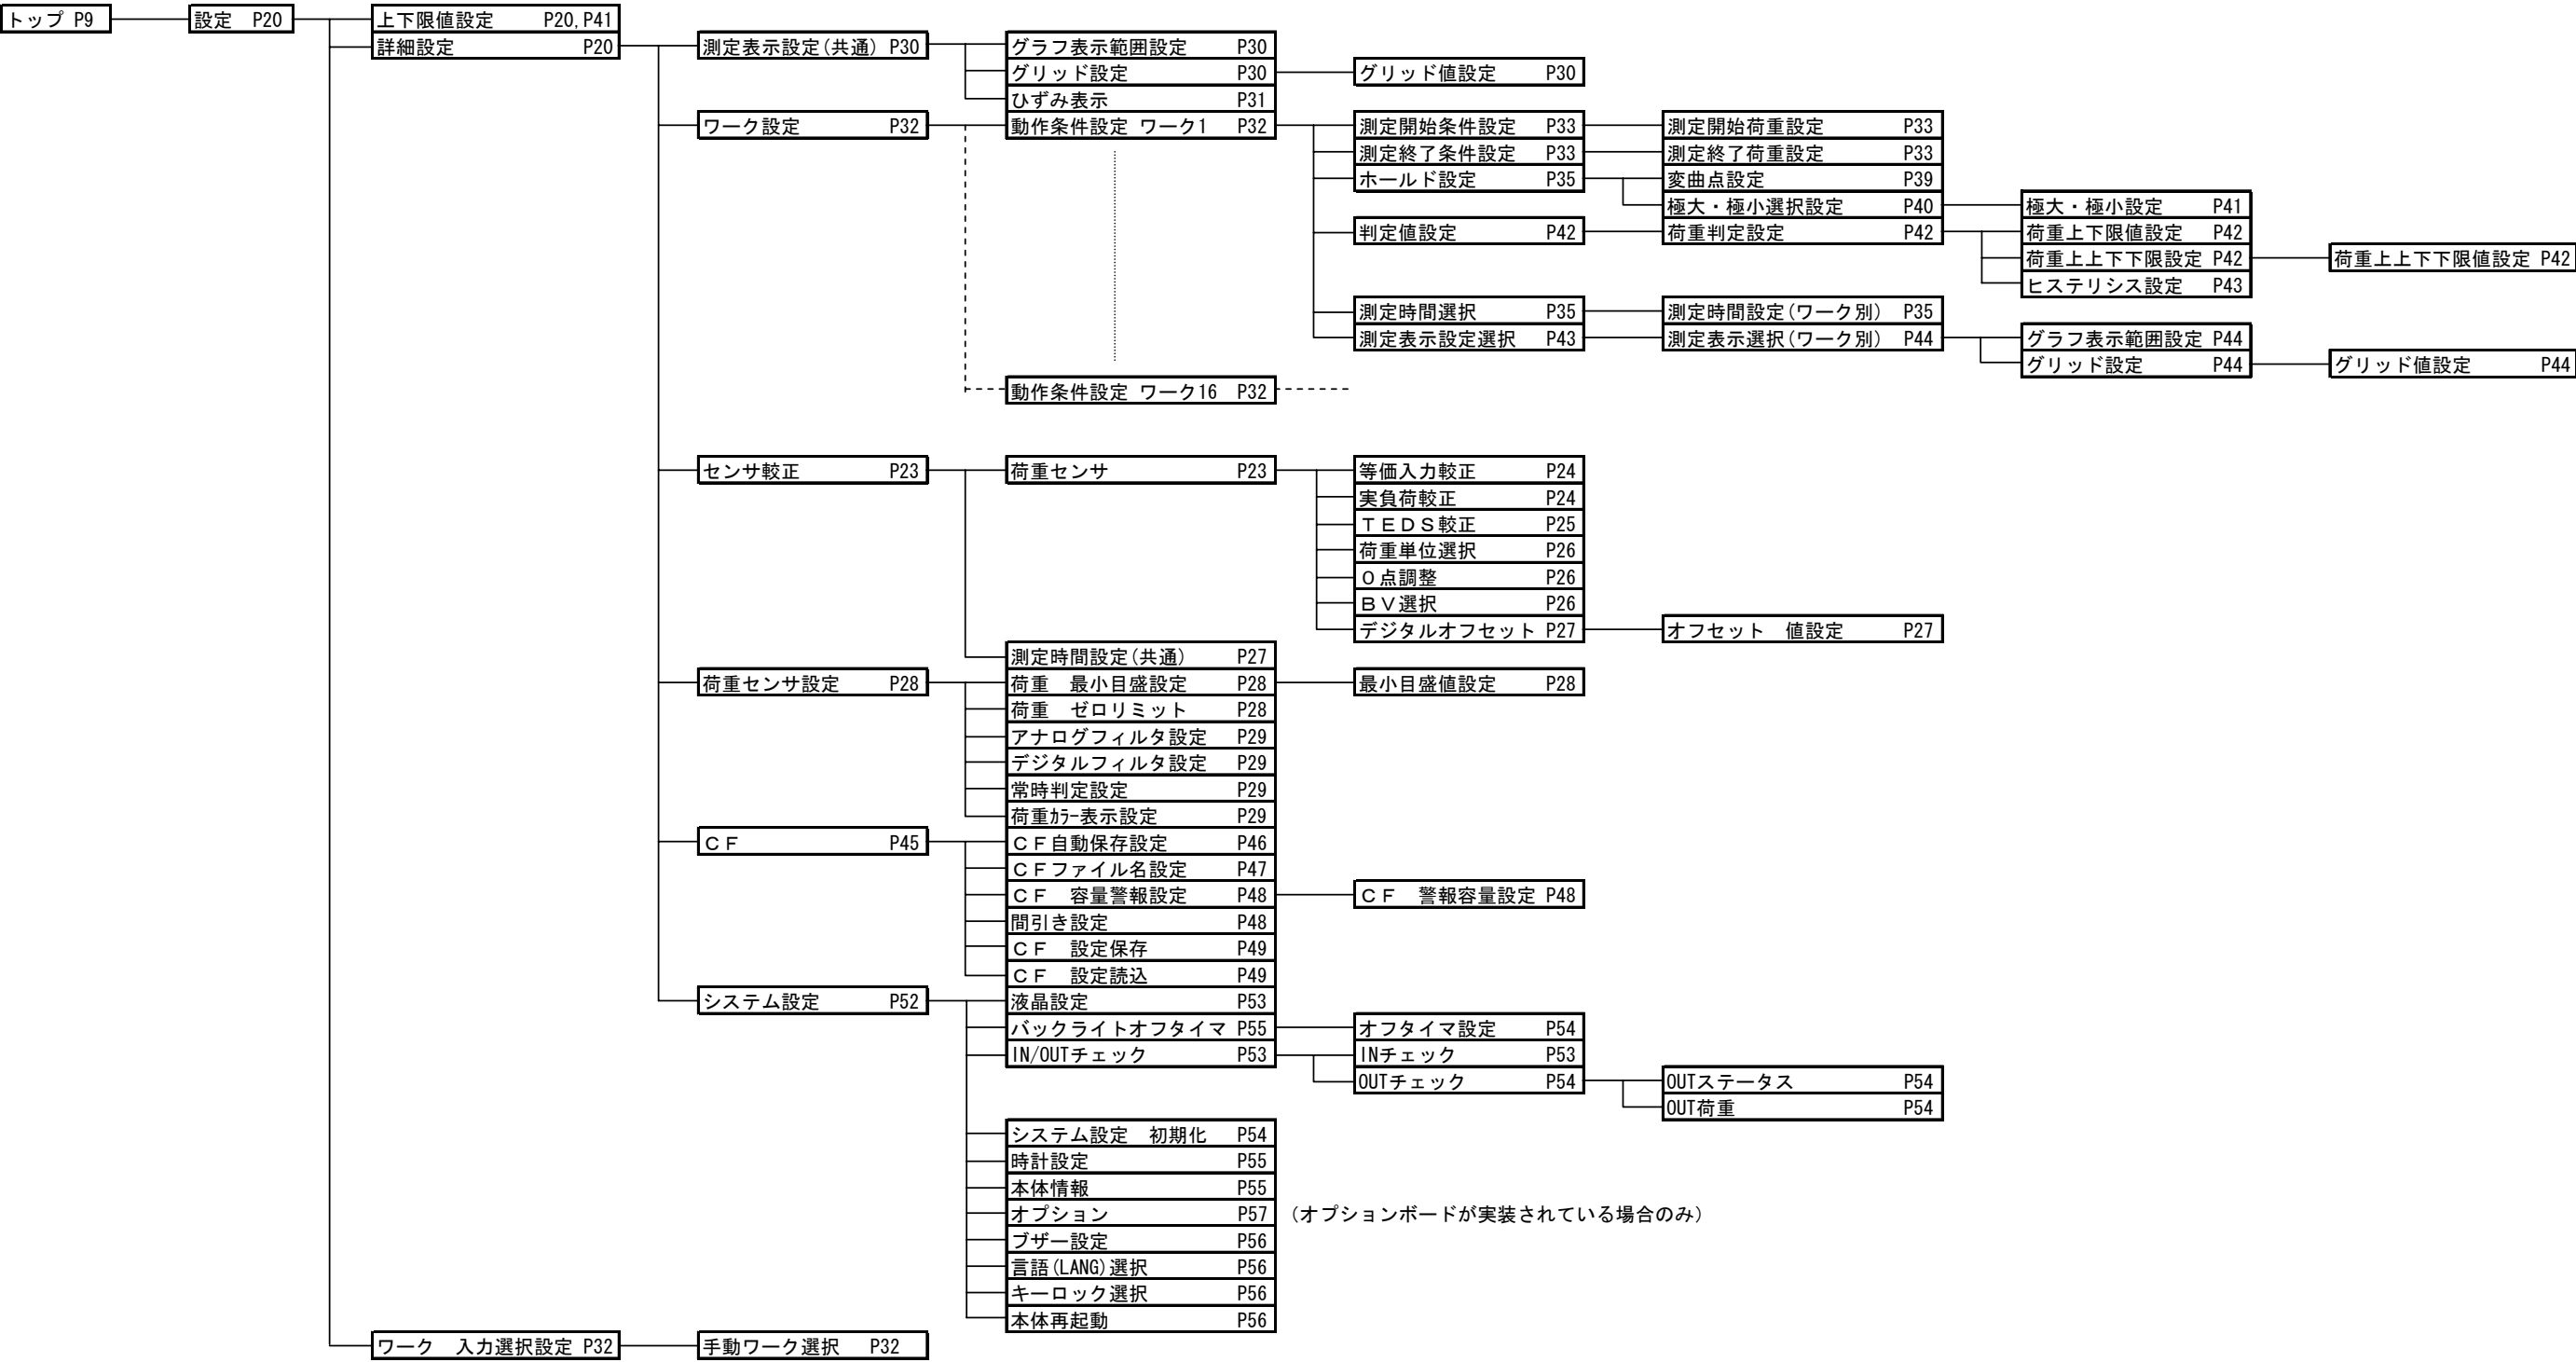 トップ P9
設定 P20
上下限値設定 P20,P41
詳細設定 P20
測定表示設定(共通) P30
グラフ表示範囲設定 P30
グリッド設定 P30
グリッド値設定 P30
ひずみ表示 P31
ワーク設定 P32
動作条件設定 ワーク1 P32
測定開始条件設定 P33
測定開始荷重設定 P33
測定終了条件設定 P33
測定終了荷重設定 P33
ホールド設定 P35
変曲点設定 P39
極大・極小選択設定 P40
極大・極小設定 P41
判定値設定 P42
荷重判定設定 P42
荷重上下限値設定 P42
荷重上上下下限設定 P42
荷重上上下下限値設定 P42
ヒステリシス設定 P43
測定時間選択 P35
測定時間設定(ワーク別) P35
測定表示設定選択 P43
測定表示選択(ワーク別) P44
グラフ表示範囲設定 P44
グリッド設定 P44
グリッド値設定 P44
動作条件設定 ワーク16 P32
センサ較正 P23
荷重センサ P23
等価入力較正 P24
実負荷較正 P24
TEDS較正 P25
荷重単位選択 P26
0点調整 P26
BV選択 P26
デジタルオフセット P27
オフセット 値設定 P27
測定時間設定(共通) P27
荷重センサ設定 P28
荷重 最小目盛設定 P28
最小目盛値設定 P28
荷重 ゼロリミット P28
アナログフィルタ設定 P29
デジタルフィルタ設定 P29
常時判定設定 P29
荷重カラー表示設定 P29
CF P45
CF自動保存設定 P46
CFファイル名設定 P47
CF 容量警報設定 P48
CF 警報容量設定 P48
間引き設定 P48
CF 設定保存 P49
CF 設定読込 P49
システム設定 P52
液晶設定 P53
バックライトオフタイマ P55
オフタイマ設定 P54
IN/OUTチェック P53
INチェック P53
OUTチェック P54
OUTステータス P54
OUT荷重 P54
システム設定 初期化 P54
時計設定 P55
本体情報 P55
オプション P57 (オプションボードが実装されている場合のみ)
ブザー設定 P56
言語(LANG)選択 P56
キーロック選択 P56
本体再起動 P56
ワーク 入力選択設定 P32
手動ワーク選択 P32